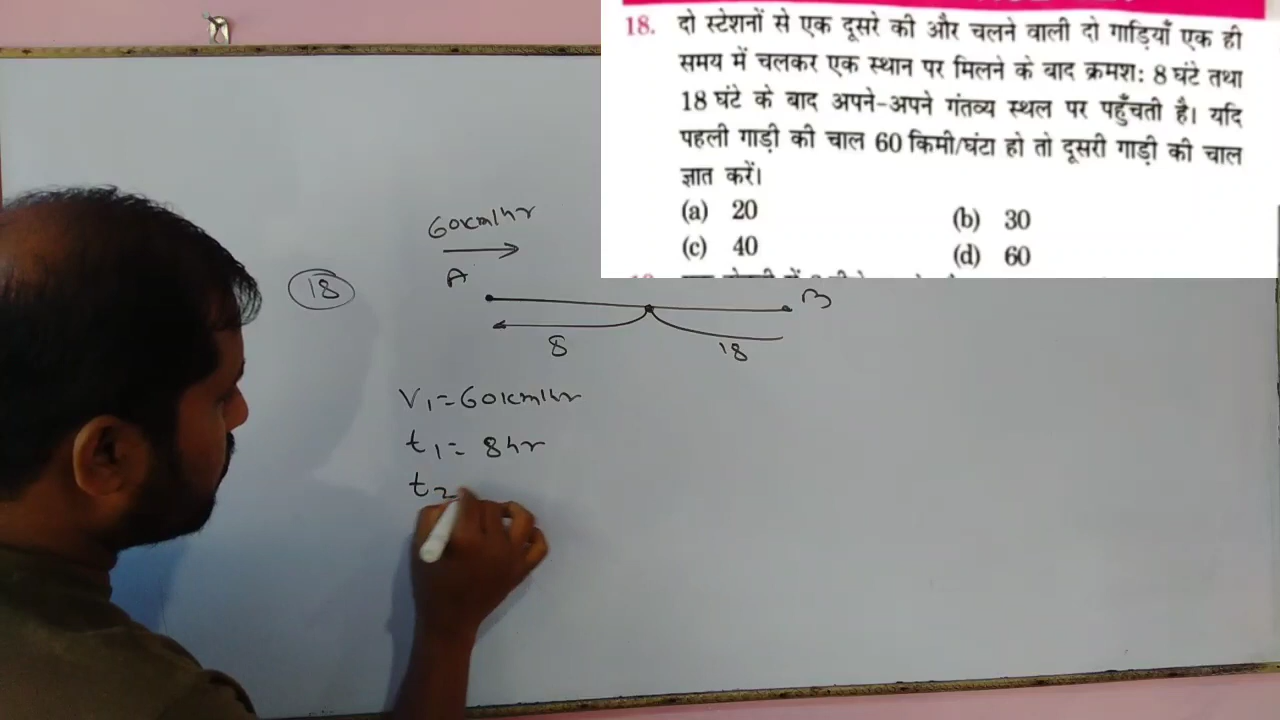 18. दो स्टेशनों से एक दूसरे की और चलने वाली दो गाड़ियाँ एक ही
समय में चलकर एक स्थान पर मिलने के बाद क्रमश: 8 घंटे तथा
18 घंटे के बाद अपने-अपने गंतव्य स्थल पर पहुँचती है। यदि
पहली गाड़ी की चाल 60 किमी/घंटा हो तो दूसरी गाड़ी की चाल
ज्ञात करें।
(a) 20 (b) 30
(c) 40 (d) 60
60km/hr
A
18
B
8 18
V₁=60km/hr
t₁= 8hr
t₂